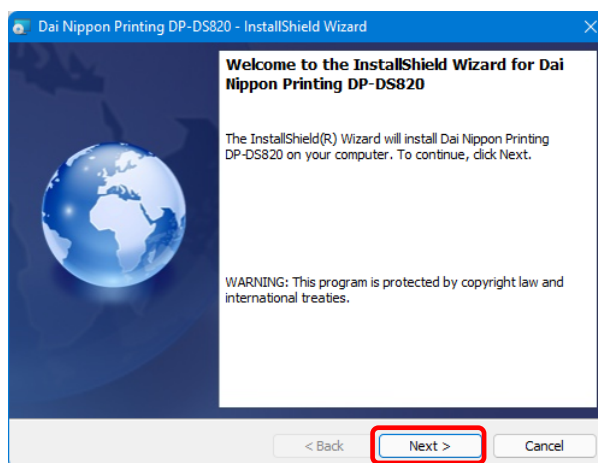 Dai Nippon Printing DP-DS820 - InstallShield Wizard
Welcome to the InstallShield Wizard for Dai
Nippon Printing DP-DS820
The InstallShield(R) Wizard will install Dai Nippon Printing
DP-DS820 on your computer. To continue, click Next.
WARNING: This program is protected by copyright law and
international treaties.
< Back Next > Cancel